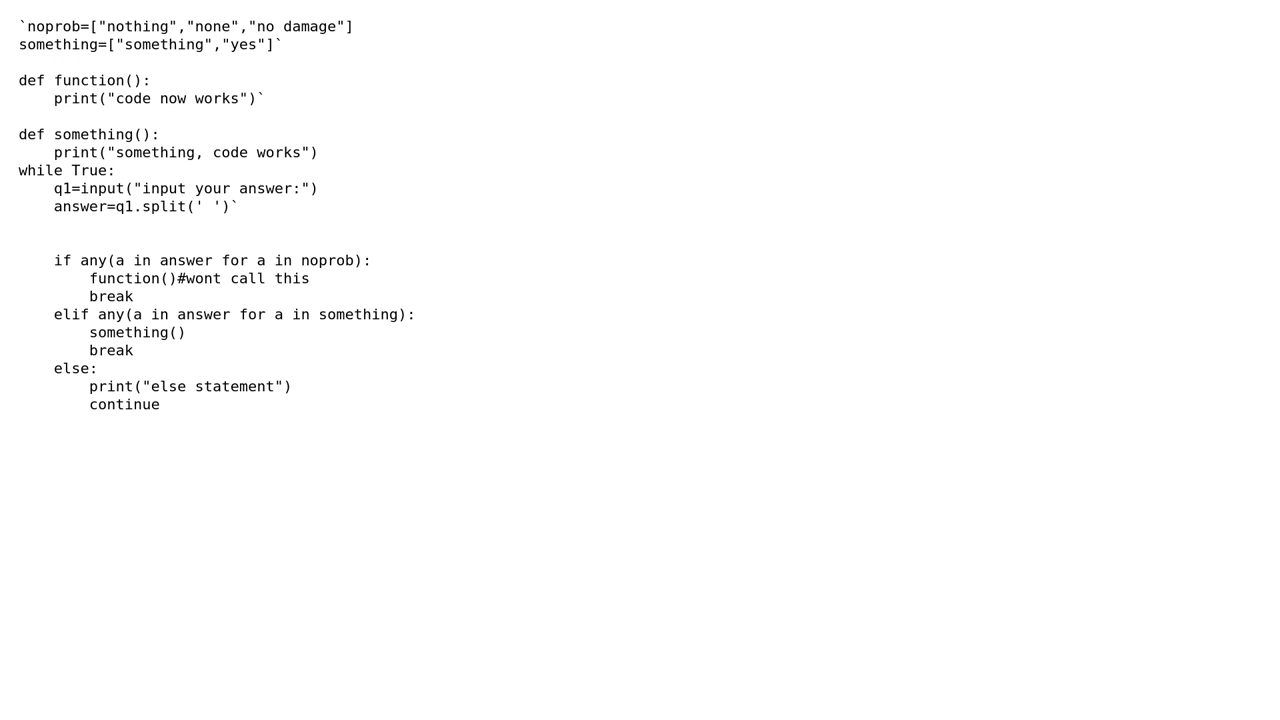 `noprob=["nothing","none","no damage"]
something=["something","yes"]`
def function():
    print("code now works")`
def something():
    print("something, code works")
while True:
    q1=input("input your answer:")
    answer=q1.split(' ')`
    if any(a in answer for a in noprob):
        function()#wont call this
        break
    elif any(a in answer for a in something):
        something()
        break
    else:
        print("else statement")
        continue